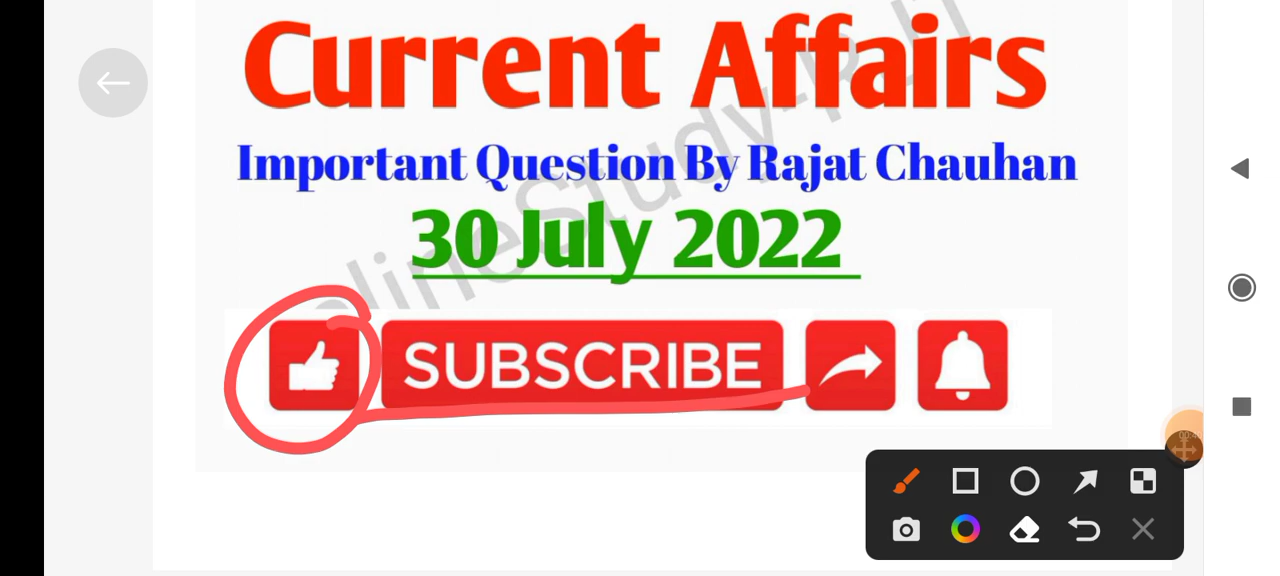 Current Affairs
Important Question By Rajat Chauhan
30 July 2022
SUBSCRIBE